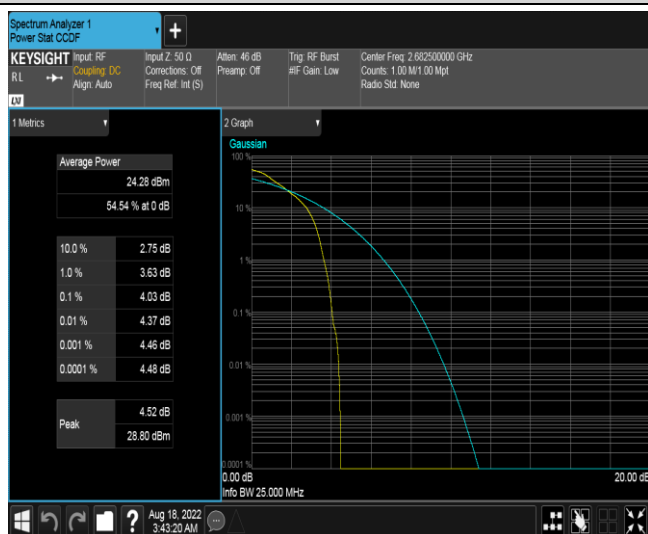 Spectrum Analyzer 1
Power Stat CCDF
+
KEYSIGHT
RL
LXI
Input: RF
Coupling: DC
Align: Auto
Input Z: 50 Ω
Corrections: Off
Freq Ref: Int (S)
Atten: 46 dB
Preamp: Off
Trig: RF Burst
#IF Gain: Low
Center Freq: 2.682500000 GHz
Counts: 1.00 M/1.00 Mpt
Radio Std: None
1 Metrics
Average Power
24.28 dBm
54.54 % at 0 dB
10.0 % 2.75 dB
1.0 % 3.63 dB
0.1 % 4.03 dB
0.01 % 4.37 dB
0.001 % 4.46 dB
0.0001 % 4.48 dB
Peak
4.52 dB
28.80 dBm
2 Graph
Gaussian
100 %
10 %
1 %
0.1 %
0.01 %
0.001 %
0.0001 %
0.00 dB 20.00 dB
Info BW 25.000 MHz
?
Aug 18, 2022
3:43:20 AM